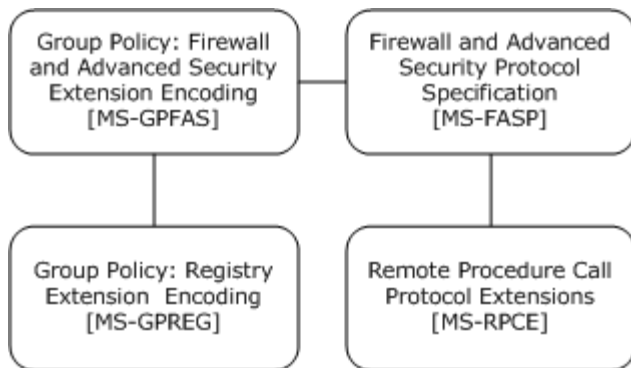 Group Policy: Firewall
and Advanced Security
Extension Encoding
[MS-GPFAS]
Firewall and Advanced
Security Protocol
Specification
[MS-FASP]
Group Policy: Registry
Extension Encoding
[MS-GPREG]
Remote Procedure Call
Protocol Extensions
[MS-RPCE]